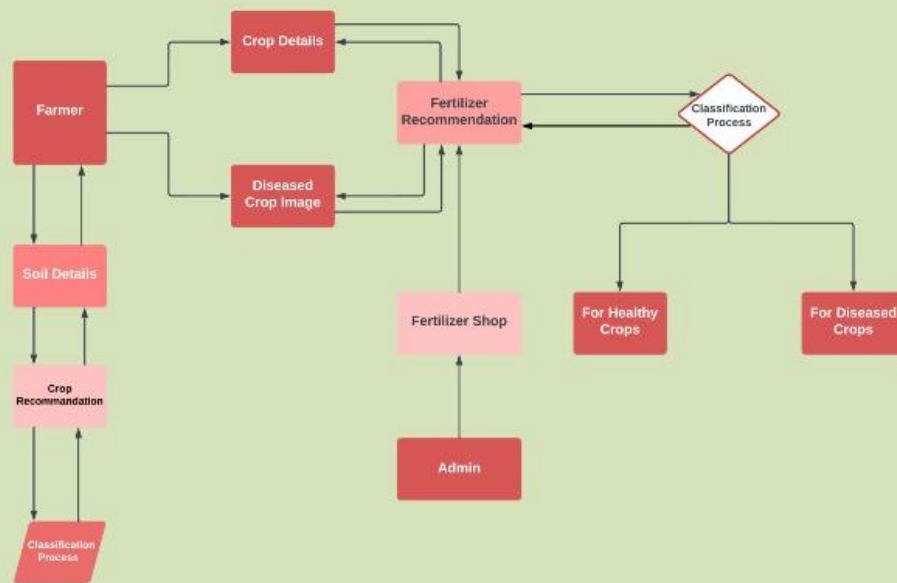 Crop Details
Farmer
Fertilizer
Recommendation
Classification
Process
Diseased
Crop Image
Soil Details
Fertilizer Shop
For Healthy
Crops
For Diseased
Crops
Crop
Recommandation
Admin
Classification
Process